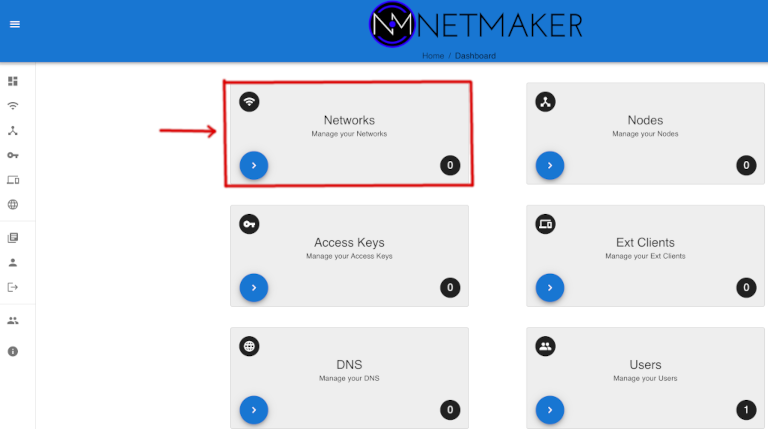 NM NETMAKER
Home / Dashboard
Networks
Manage your Networks
0
Nodes
Manage your Nodes
0
Access Keys
Manage your Access Keys
0
Ext Clients
Manage your Ext Clients
0
DNS
Manage your DNS
0
Users
Manage your Users
1